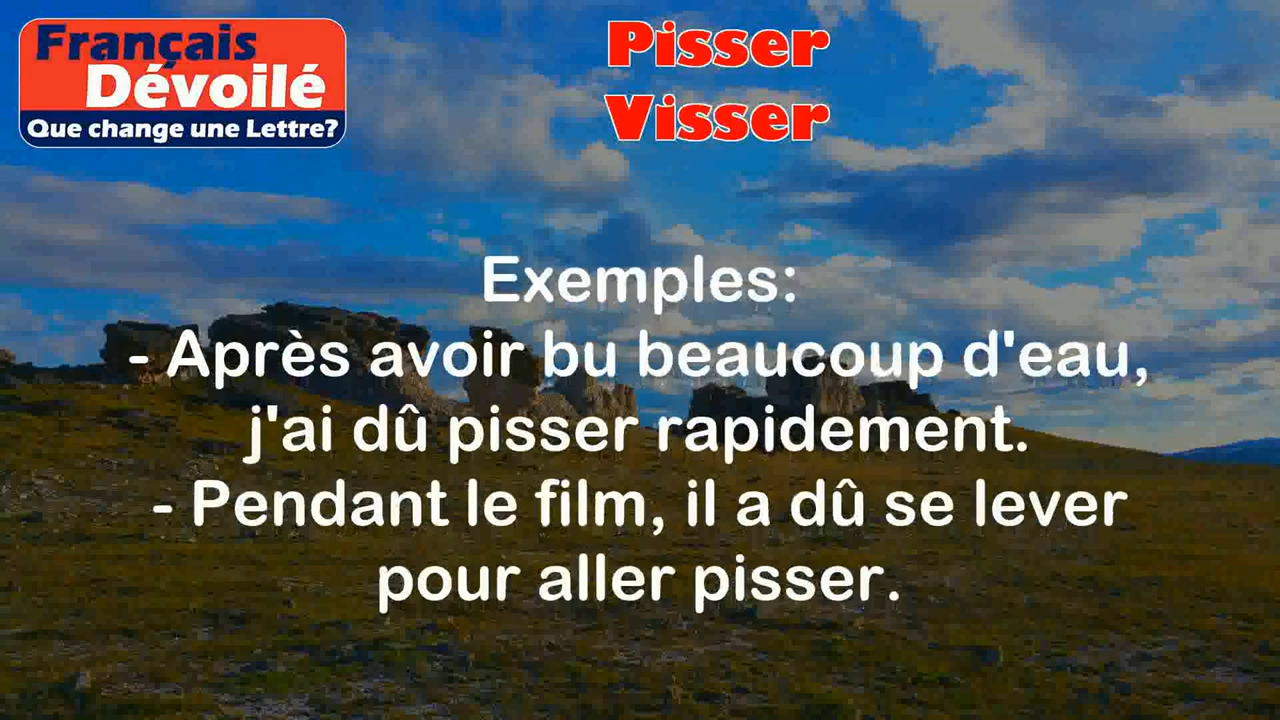 Français
Dévoilé
Que change une Lettre?
Pisser
Visser
Exemples:
- Après avoir bu beaucoup d'eau,
j'ai dû pisser rapidement.
- Pendant le film, il a dû se lever
pour aller pisser.